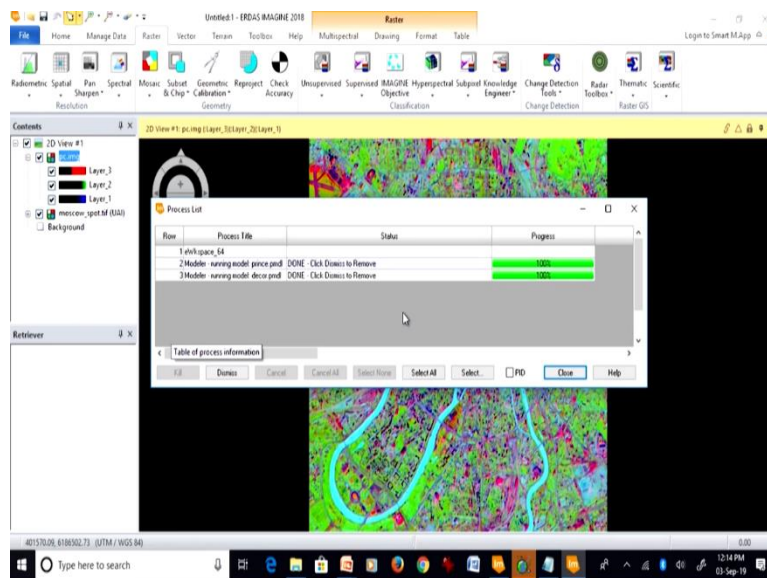 Untitled:1 - ERDAS IMAGINE 2018
Raster
File Home Manage Data Raster Vector Terrain Toolbox Help Multispectral Drawing Format Table Login to Smart M.App
Radiometric Spatial Pan Sharpen Spectral Mosaic Subset & Chip Geometric Calibration Reproject Check Accuracy Unsupervised Supervised IMAGINE Objective Hyperspectral Subpixel Knowledge Engineer Change Detection Tools Radar Toolbox Thematic Scientific
Resolution Geometry Classification Change Detection Raster GIS
Contents
2D View #1: pc.img (:Layer_3)(:Layer_2)(:Layer_1)
2D View #1
pc.img
Layer_3
Layer_2
Layer_1
moscow_spot.tif (UAI)
Background
Process List
Row Process Title Status Progress
1 eWkspace_64
2 Modeler - running model: prince.pmdl DONE - Click Dismiss to Remove 100%
3 Modeler - running model: decor.pmdl DONE - Click Dismiss to Remove 100%
Retriever
Table of process information
Kill Dismiss Cancel Cancel All Select None Select All Select... PID Close Help
401570.09, 6186502.73 (UTM / WGS 84) 0.00
Type here to search
12:14 PM
03-Sep-19